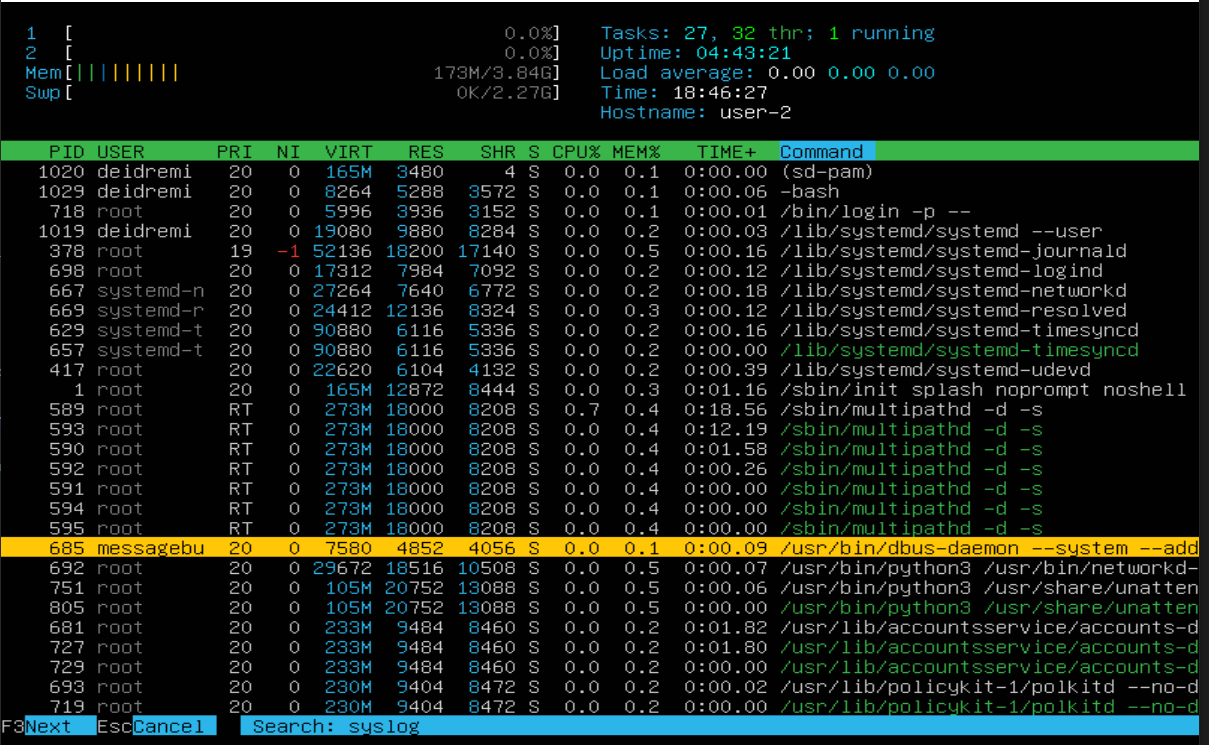 1 [ 0.0%] Tasks: 27, 32 thr; 1 running
2 [ 0.0%] Uptime: 04:43:21
Mem[||||||||| 173M/3.84G] Load average: 0.00 0.00 0.00
Swp[ 0K/2.27G] Time: 18:46:27
Hostname: user-2
PID USER PRI NI VIRT RES SHR S CPU% MEM% TIME+ Command
1020 deidremi 20 0 165M 3480 4 S 0.0 0.1 0:00.00 (sd-pam)
1029 deidremi 20 0 8264 5288 3572 S 0.0 0.1 0:00.06 -bash
718 root 20 0 5996 3936 3152 S 0.0 0.1 0:00.01 /bin/login -p --
1019 deidremi 20 0 19080 9880 8284 S 0.0 0.2 0:00.03 /lib/systemd/systemd --user
378 root 19 -1 52136 18200 17140 S 0.0 0.5 0:00.16 /lib/systemd/systemd-journald
698 root 20 0 17312 7984 7092 S 0.0 0.2 0:00.12 /lib/systemd/systemd-logind
667 systemd-n 20 0 27264 7640 6772 S 0.0 0.2 0:00.18 /lib/systemd/systemd-networkd
669 systemd-r 20 0 24412 12136 8324 S 0.0 0.3 0:00.12 /lib/systemd/systemd-resolved
629 systemd-t 20 0 90880 6116 5336 S 0.0 0.2 0:00.16 /lib/systemd/systemd-timesyncd
657 systemd-t 20 0 90880 6116 5336 S 0.0 0.2 0:00.00 /lib/systemd/systemd-timesyncd
417 root 20 0 22620 6104 4132 S 0.0 0.2 0:00.39 /lib/systemd/systemd-udevd
1 root 20 0 165M 12872 8444 S 0.0 0.3 0:01.16 /sbin/init splash noprompt noshell
589 root RT 0 273M 18000 8208 S 0.7 0.4 0:18.56 /sbin/multipathd -d -s
593 root RT 0 273M 18000 8208 S 0.0 0.4 0:12.19 /sbin/multipathd -d -s
590 root RT 0 273M 18000 8208 S 0.0 0.4 0:01.58 /sbin/multipathd -d -s
592 root RT 0 273M 18000 8208 S 0.0 0.4 0:00.26 /sbin/multipathd -d -s
591 root RT 0 273M 18000 8208 S 0.0 0.4 0:00.00 /sbin/multipathd -d -s
594 root RT 0 273M 18000 8208 S 0.0 0.4 0:00.00 /sbin/multipathd -d -s
595 root RT 0 273M 18000 8208 S 0.0 0.4 0:00.00 /sbin/multipathd -d -s
685 messagebu 20 0 7580 4852 4056 S 0.0 0.1 0:00.09 /usr/bin/dbus-daemon --system --add
692 root 20 0 29672 18516 10508 S 0.0 0.5 0:00.07 /usr/bin/python3 /usr/bin/networkd-
751 root 20 0 105M 20752 13088 S 0.0 0.5 0:00.06 /usr/bin/python3 /usr/share/unatten
805 root 20 0 105M 20752 13088 S 0.0 0.5 0:00.00 /usr/bin/python3 /usr/share/unatten
681 root 20 0 233M 9484 8460 S 0.0 0.2 0:01.82 /usr/lib/accountsservice/accounts-d
727 root 20 0 233M 9484 8460 S 0.0 0.2 0:01.80 /usr/lib/accountsservice/accounts-d
729 root 20 0 233M 9484 8460 S 0.0 0.2 0:00.00 /usr/lib/accountsservice/accounts-d
693 root 20 0 230M 9404 8472 S 0.0 0.2 0:00.02 /usr/lib/policykit-1/polkitd --no-d
719 root 20 0 230M 9404 8472 S 0.0 0.2 0:00.00 /usr/lib/policykit-1/polkitd --no-d
F3Next EscCancel Search: syslog